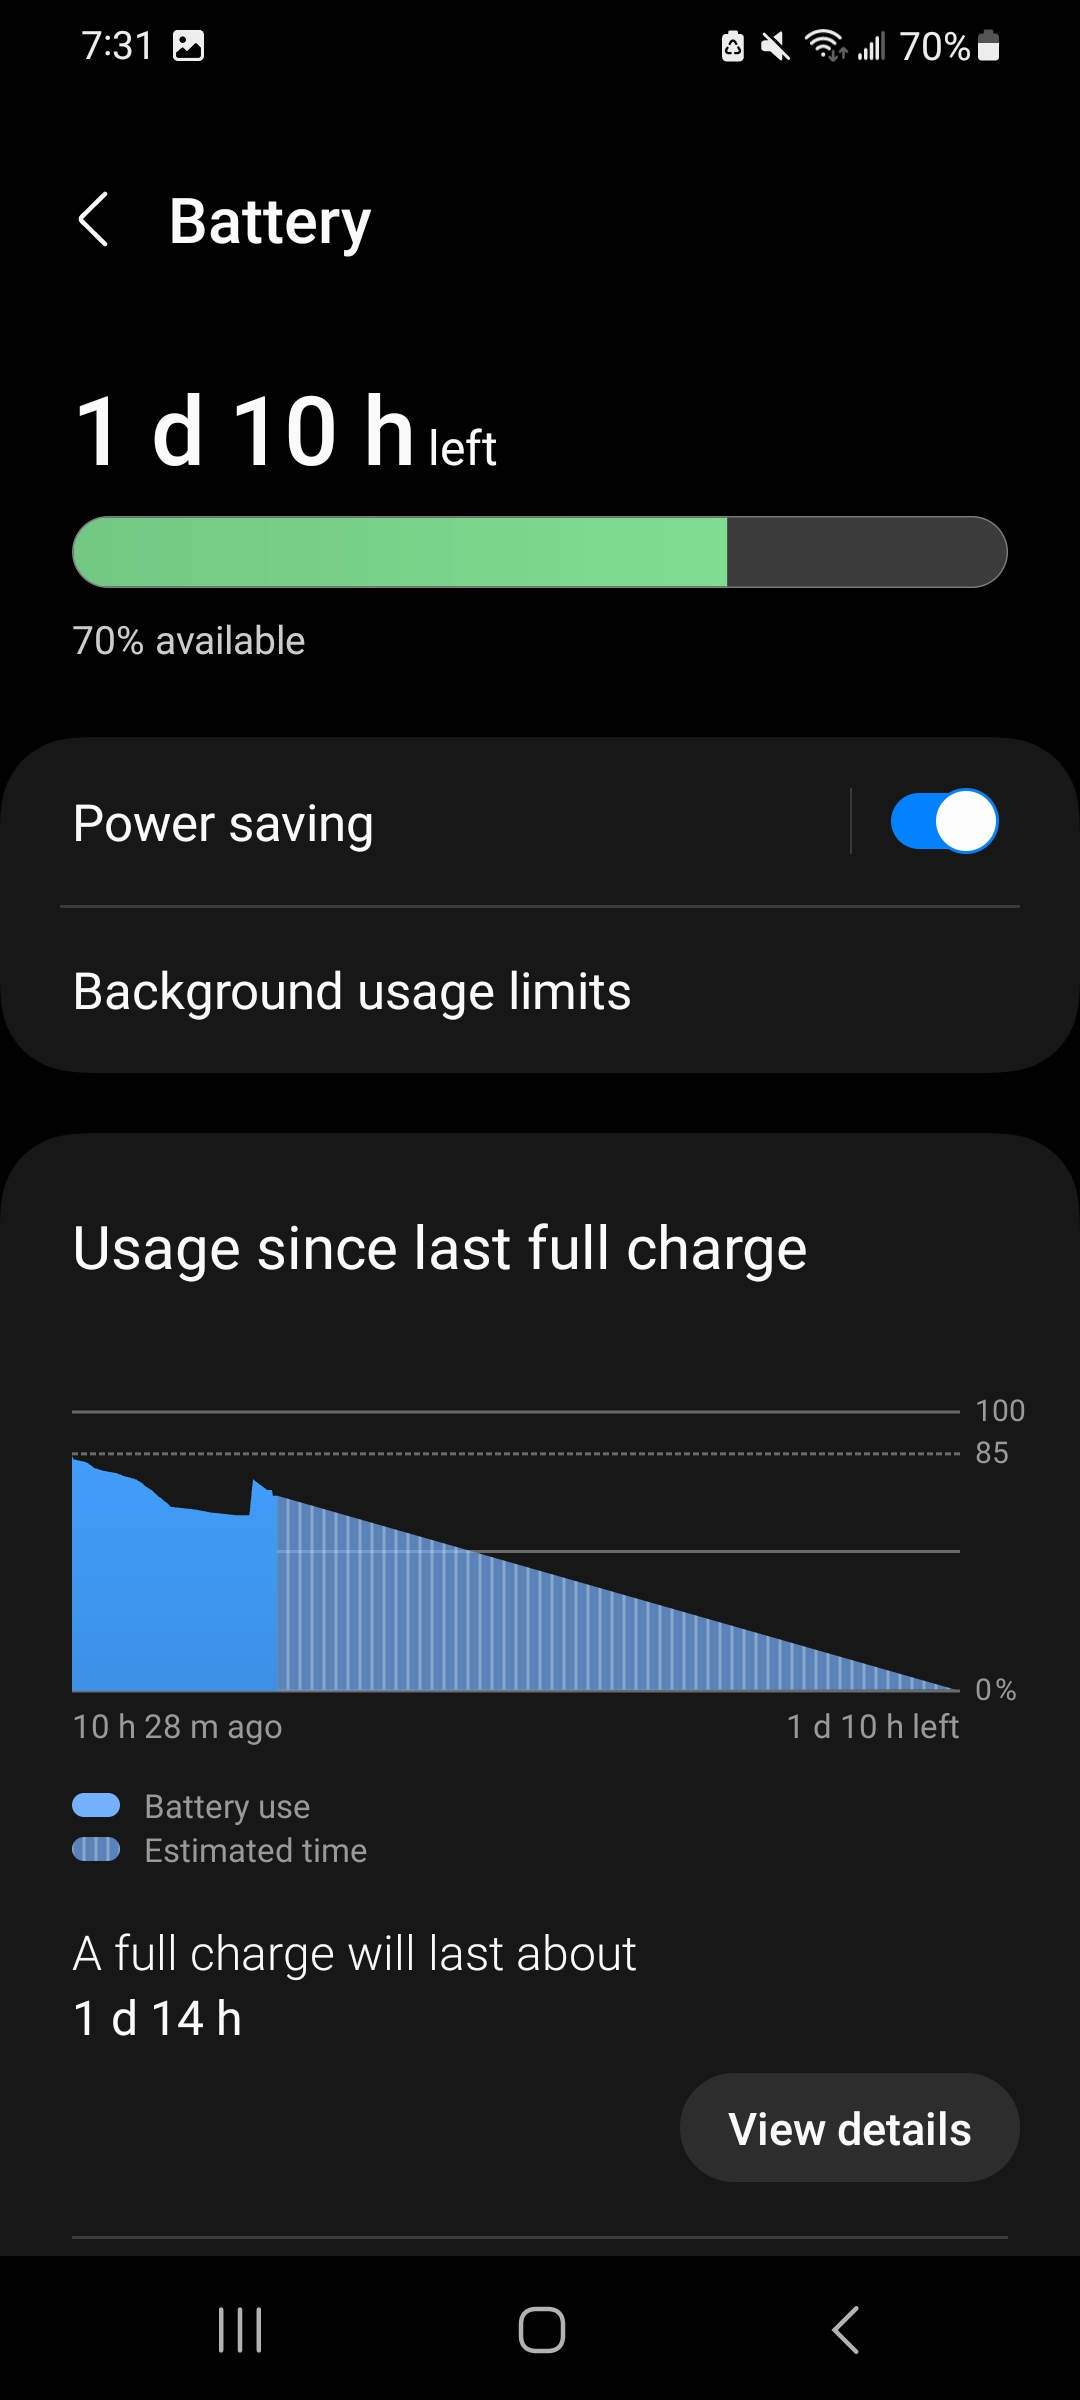 7:31 70%
Battery
1 d 10 h left
70% available
Power saving
Background usage limits
Usage since last full charge
100
85
0%
10 h 28 m ago 1 d 10 h left
Battery use
Estimated time
A full charge will last about
1 d 14 h
View details